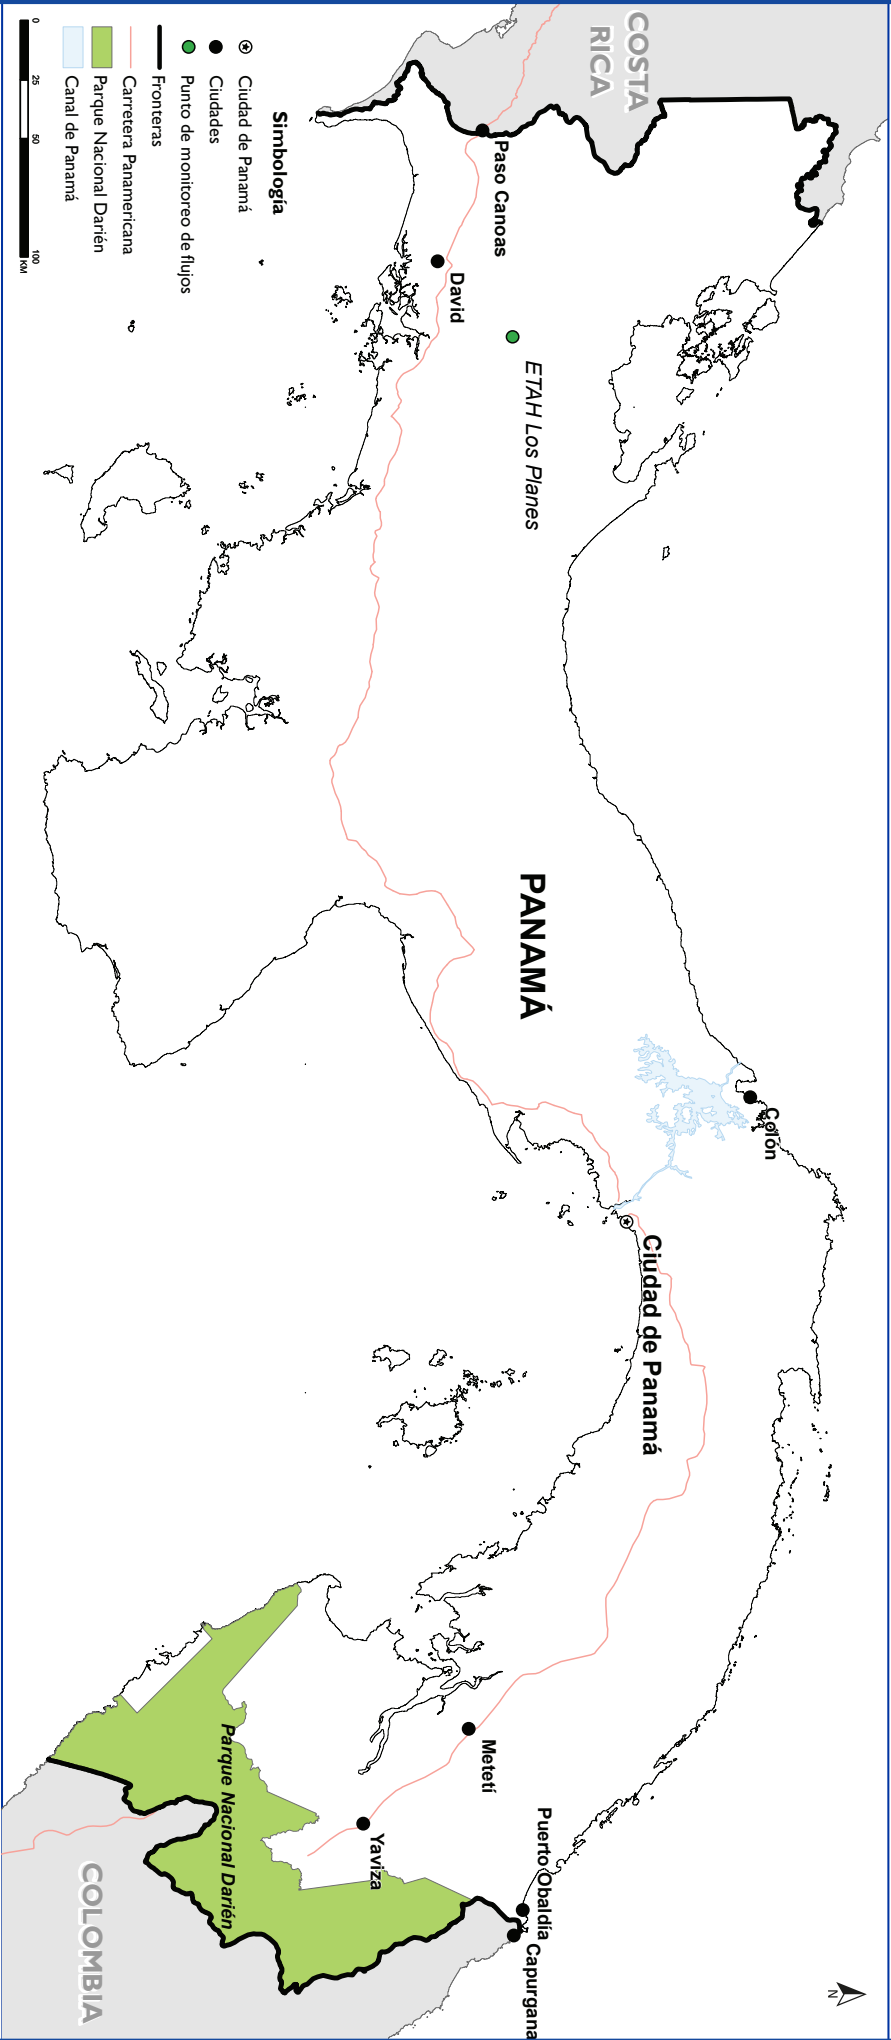 COSTA
RICA
Paso Canoas
David
ETAH Los Planes
PANAMÁ
Colón
Ciudad de Panamá
Metetí
Yaviza
Puerto Obaldía
Capurgana
Parque Nacional Darién
COLOMBIA
N
Simbología
Ciudad de Panamá
Ciudades
Punto de monitoreo de flujos
Fronteras
Carretera Panamericana
Parque Nacional Darién
Canal de Panamá
0 25 50 100
KM